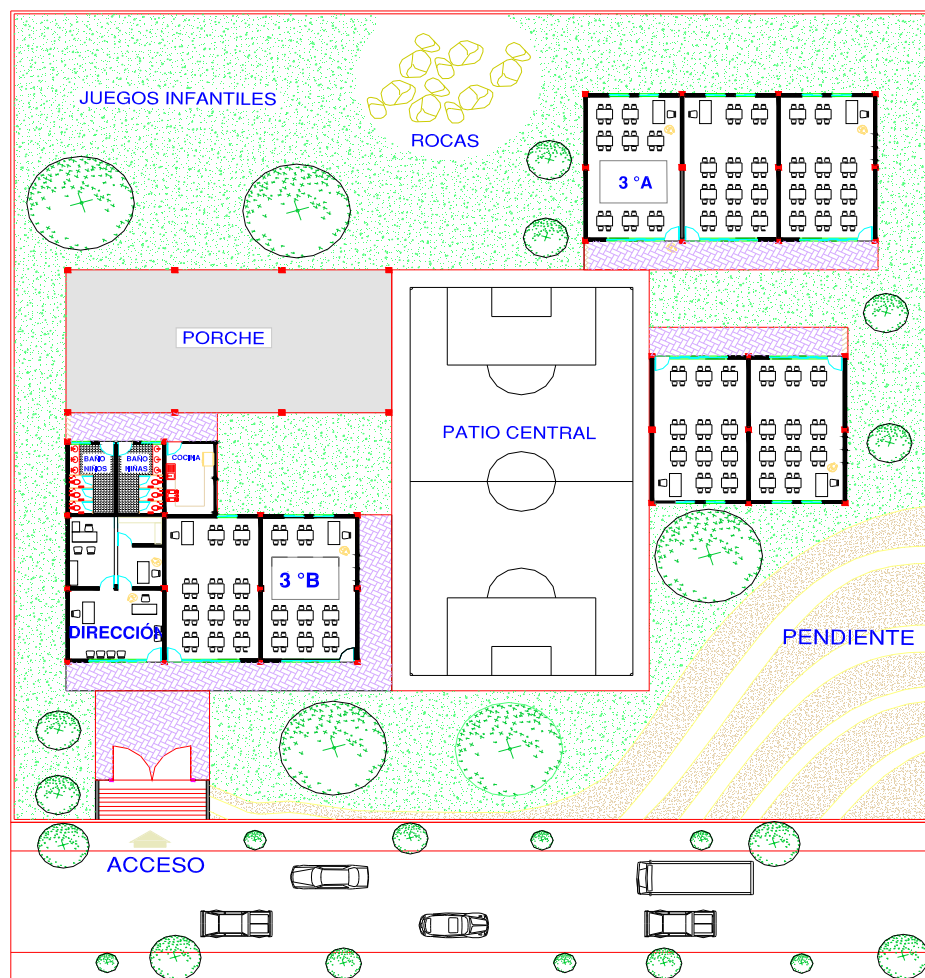 JUEGOS INFANTILES
ROCAS
3 °A
PORCHE
PATIO CENTRAL
BAÑO
NIÑOS
BAÑO
NIÑAS
COCINA
3 °B
DIRECCIÓN
PENDIENTE
ACCESO